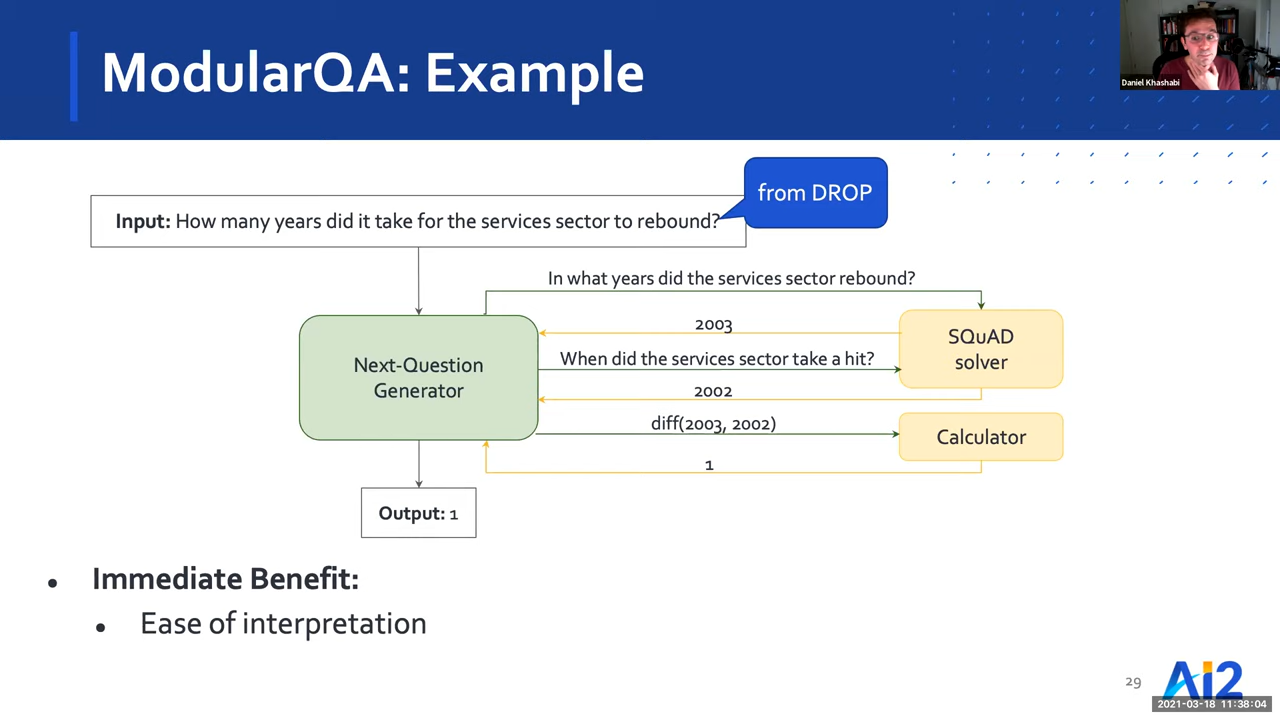 ModularQA: Example
Daniel Khashabi
from DROP
Input: How many years did it take for the services sector to rebound?
In what years did the services sector rebound?
2003
When did the services sector take a hit?
2002
diff(2003, 2002)
1
Next-Question
Generator
SQuAD
solver
Calculator
Output: 1
• Immediate Benefit:
• Ease of interpretation
29
AI2
2021-03-18 11:38:04